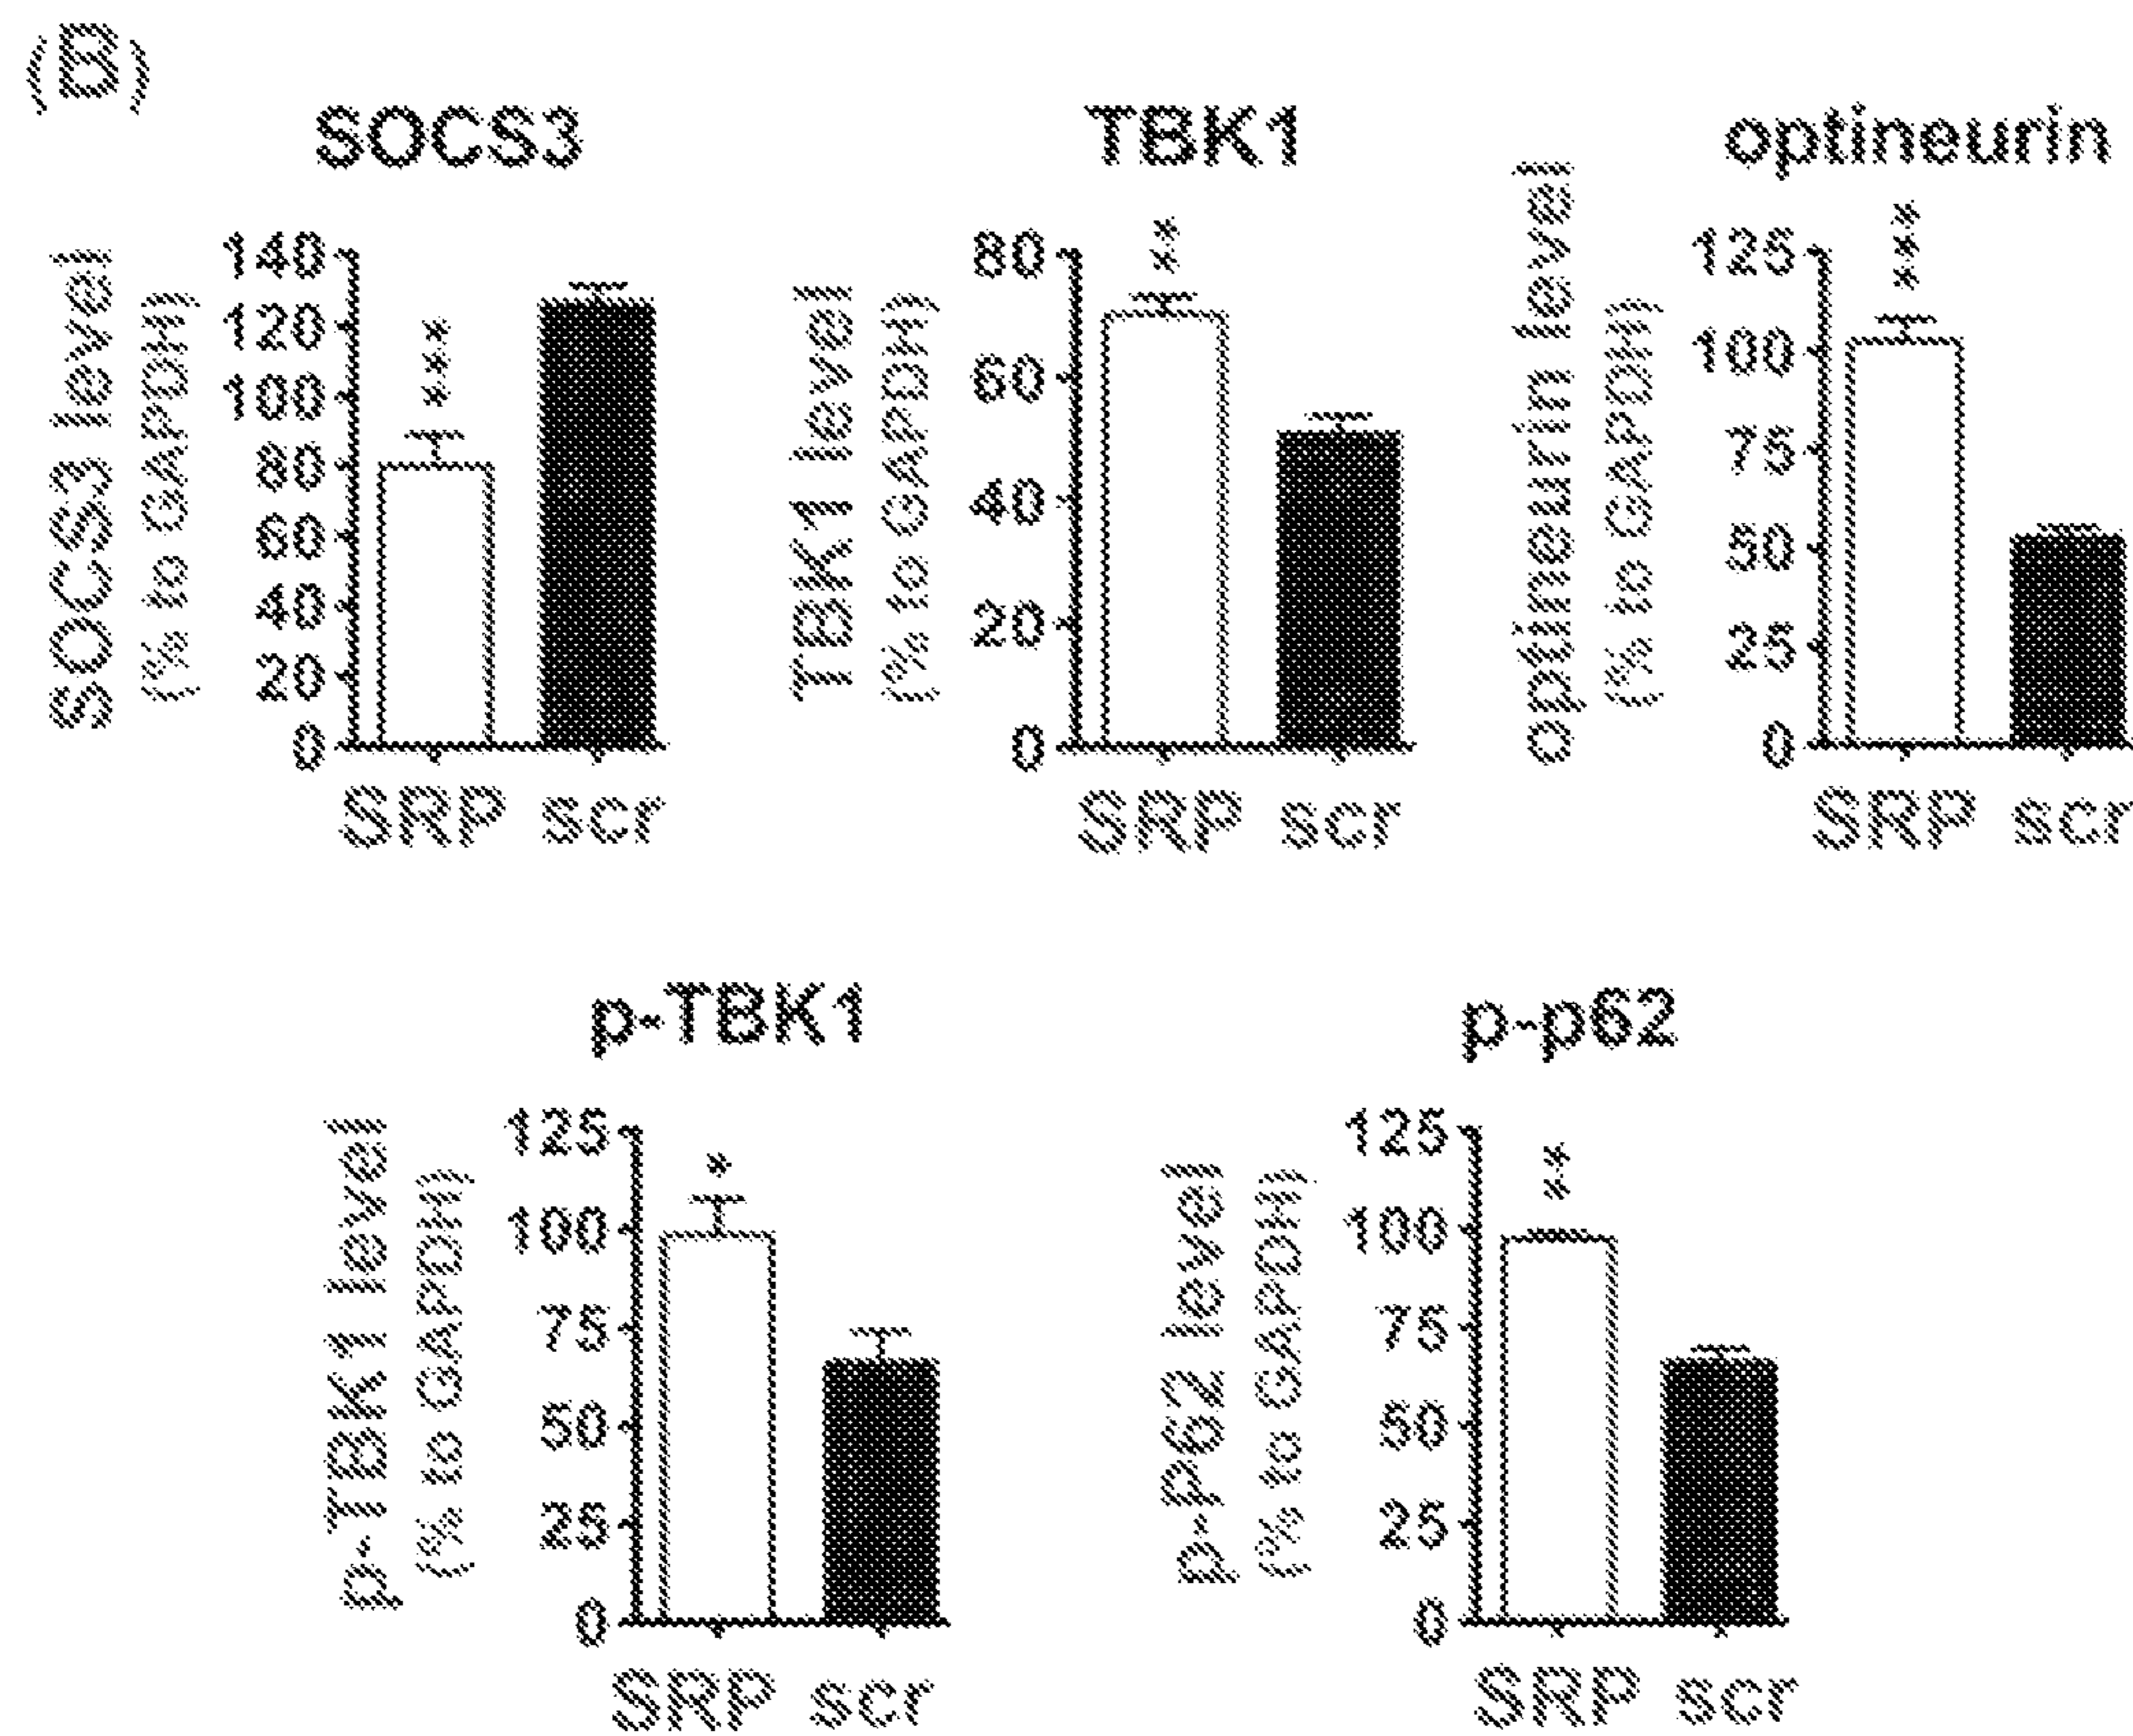 (B)
SOCS3
SOCS3 level
(% to GAPDH)
140
120
100
80
60
40
20
0
***
SRP scr
TBK1
TBK1 level
(% to GAPDH)
80
60
40
20
0
**
SRP scr
optineurin
optineurin level
(% to GAPDH)
125
100
75
50
25
0
***
SRP scr
p-TBK1
p-TBK1 level
(% to GAPDH)
125
100
75
50
25
0
*
SRP scr
p-p62
p-P62 level
(% to GAPDH)
125
100
75
50
25
0
**
SRP scr